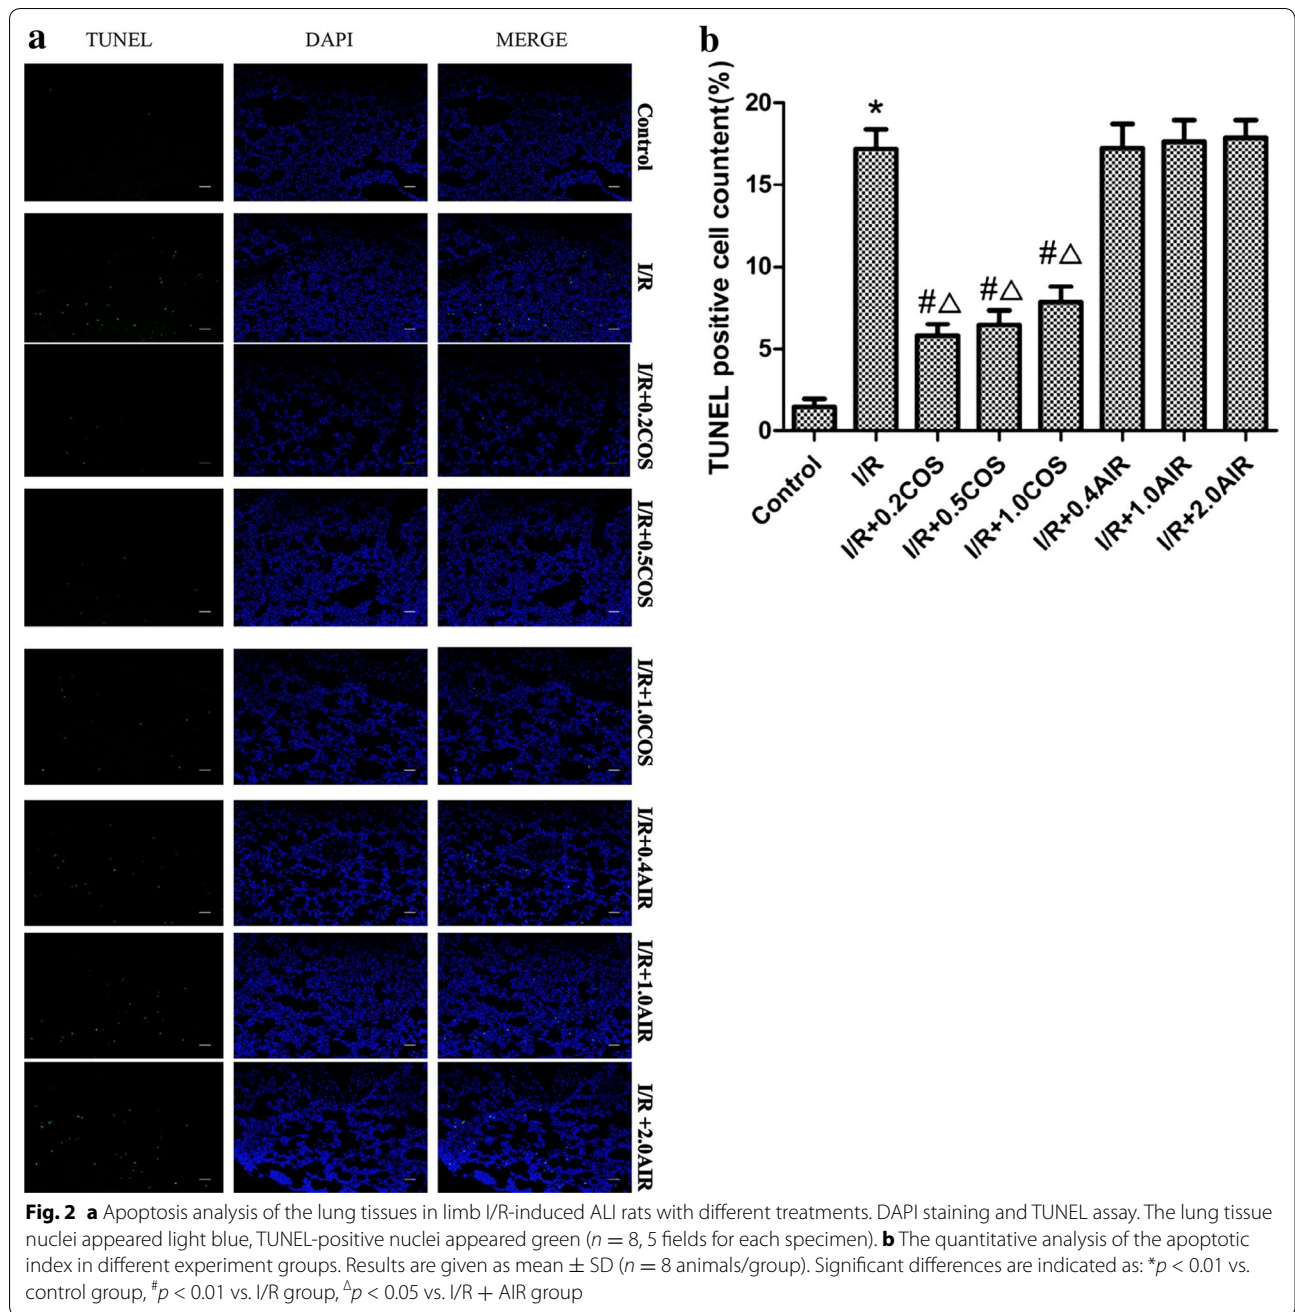 a
TUNEL DAPI MERGE
Control
I/R
I/R+0.2COS
I/R+0.5COS
I/R+1.0COS
I/R+0.4AIR
I/R+1.0AIR
I/R +2.0AIR
b
TUNEL positive cell countent(%)
20
15
10
5
0
*
#△
#△
#△
Control
I/R
I/R+0.2COS
I/R+0.5COS
I/R+1.0COS
I/R+0.4AIR
I/R+1.0AIR
I/R+2.0AIR
Fig. 2 a Apoptosis analysis of the lung tissues in limb I/R-induced ALI rats with different treatments. DAPI staining and TUNEL assay. The lung tissue
nuclei appeared light blue, TUNEL-positive nuclei appeared green (n = 8, 5 fields for each specimen). b The quantitative analysis of the apoptotic
index in different experiment groups. Results are given as mean ± SD (n = 8 animals/group). Significant differences are indicated as: *p < 0.01 vs.
control group, #p < 0.01 vs. I/R group, Δp < 0.05 vs. I/R + AIR group